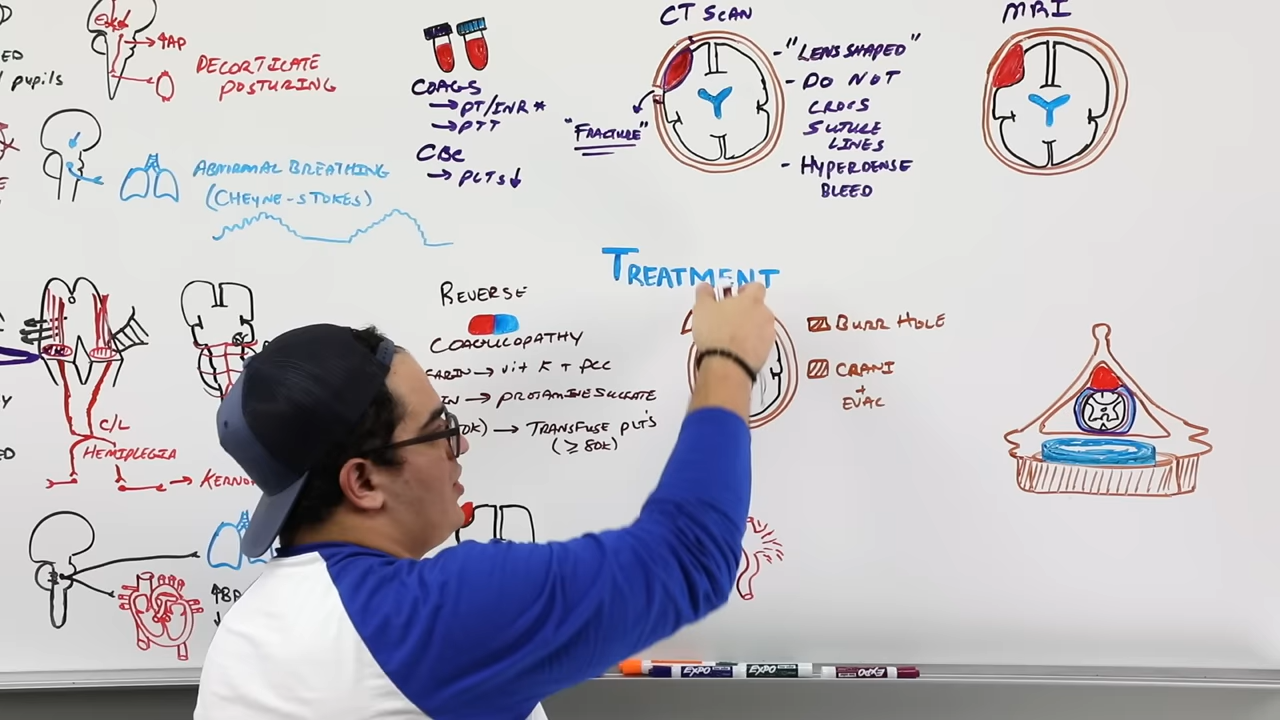 pupils
↑AP
DECORTICATE
POSTURING
ABNORMAL BREATHING
(CHEYNE-STOKES)
C/L
HEMIPLEGIA
COAGS
→ PT/INR *
→ PTT
CBC
→ PLTs↓
CT SCAN
"FRACTURE"
- "LENS SHAPED"
- DO NOT
CROSS
SUTURE
LINES
- HYPERDENSE
BLEED
MRI
TREATMENT
REVERSE
COAGULOPATHY
→ vit K + PCC
→ PROTAMINE SULFATE
→ TRANSFUSE PLT'S
(≥ 80K)
BURR HOLE
CRANI
+
EVAC
EXPO
EXPO
EXPO